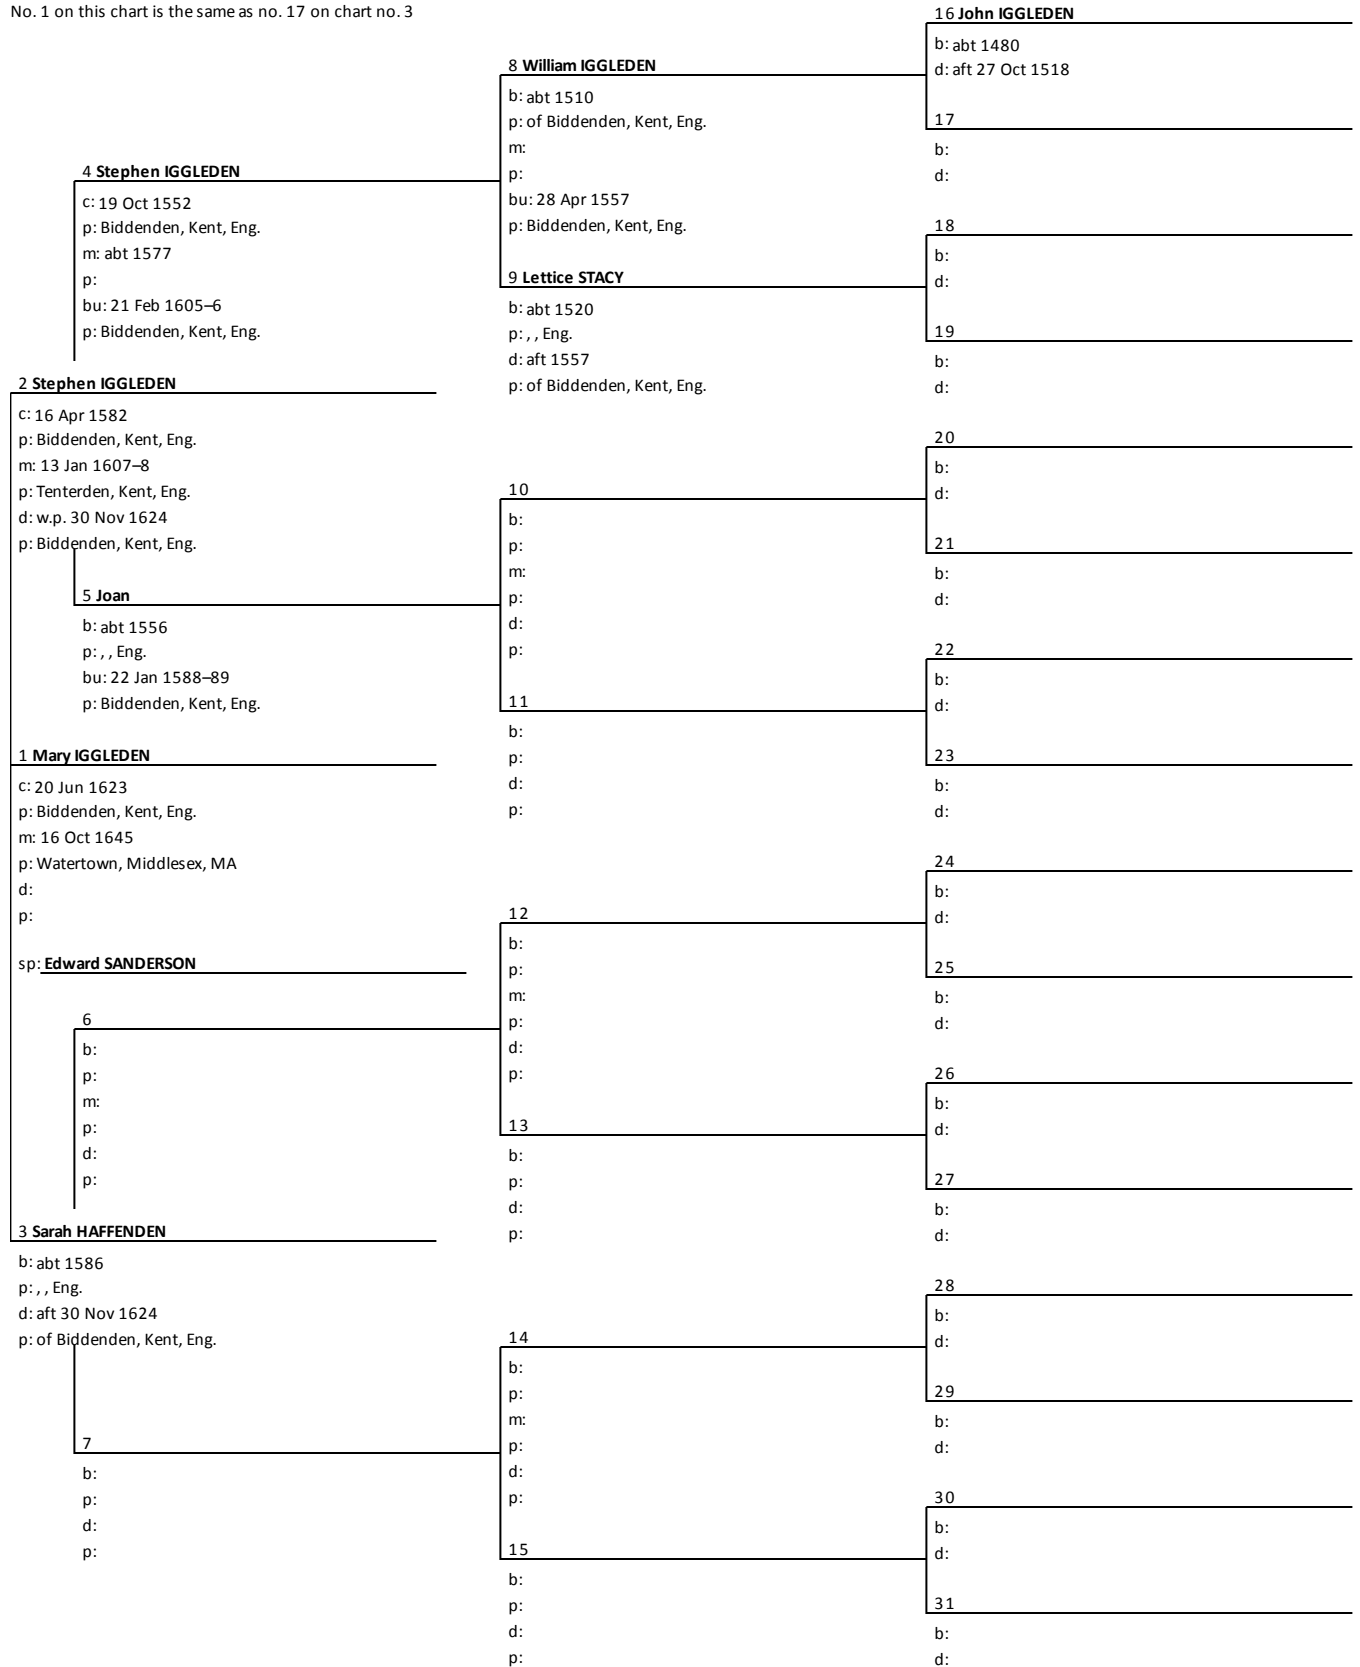 No. 1 on this chart is the same as no. 17 on chart no. 3
16 John IGGLEDEN
b: abt 1480
d: aft 27 Oct 1518
8 William IGGLEDEN
b: abt 1510
p: of Biddenden, Kent, Eng.
m:
p:
bu: 28 Apr 1557
p: Biddenden, Kent, Eng.
17
b:
d:
4 Stephen IGGLEDEN
c: 19 Oct 1552
p: Biddenden, Kent, Eng.
m: abt 1577
p:
bu: 21 Feb 1605–6
p: Biddenden, Kent, Eng.
18
b:
d:
9 Lettice STACY
b: abt 1520
p: , , Eng.
d: aft 1557
p: of Biddenden, Kent, Eng.
19
b:
d:
2 Stephen IGGLEDEN
c: 16 Apr 1582
p: Biddenden, Kent, Eng.
m: 13 Jan 1607–8
p: Tenterden, Kent, Eng.
d: w.p. 30 Nov 1624
p: Biddenden, Kent, Eng.
20
b:
d:
10
b:
p:
m:
p:
d:
p:
21
b:
d:
5 Joan
b: abt 1556
p: , , Eng.
bu: 22 Jan 1588–89
p: Biddenden, Kent, Eng.
22
b:
d:
11
b:
p:
d:
p:
23
b:
d:
1 Mary IGGLEDEN
c: 20 Jun 1623
p: Biddenden, Kent, Eng.
m: 16 Oct 1645
p: Watertown, Middlesex, MA
d:
p:
24
b:
d:
12
b:
p:
m:
p:
d:
p:
sp: Edward SANDERSON
25
b:
d:
6
b:
p:
m:
p:
d:
p:
26
b:
d:
13
b:
p:
d:
p:
27
b:
d:
3 Sarah HAFFENDEN
b: abt 1586
p: , , Eng.
d: aft 30 Nov 1624
p: of Biddenden, Kent, Eng.
28
b:
d:
14
b:
p:
m:
p:
d:
p:
29
b:
d:
7
b:
p:
d:
p:
30
b:
d:
15
b:
p:
d:
p:
31
b:
d: